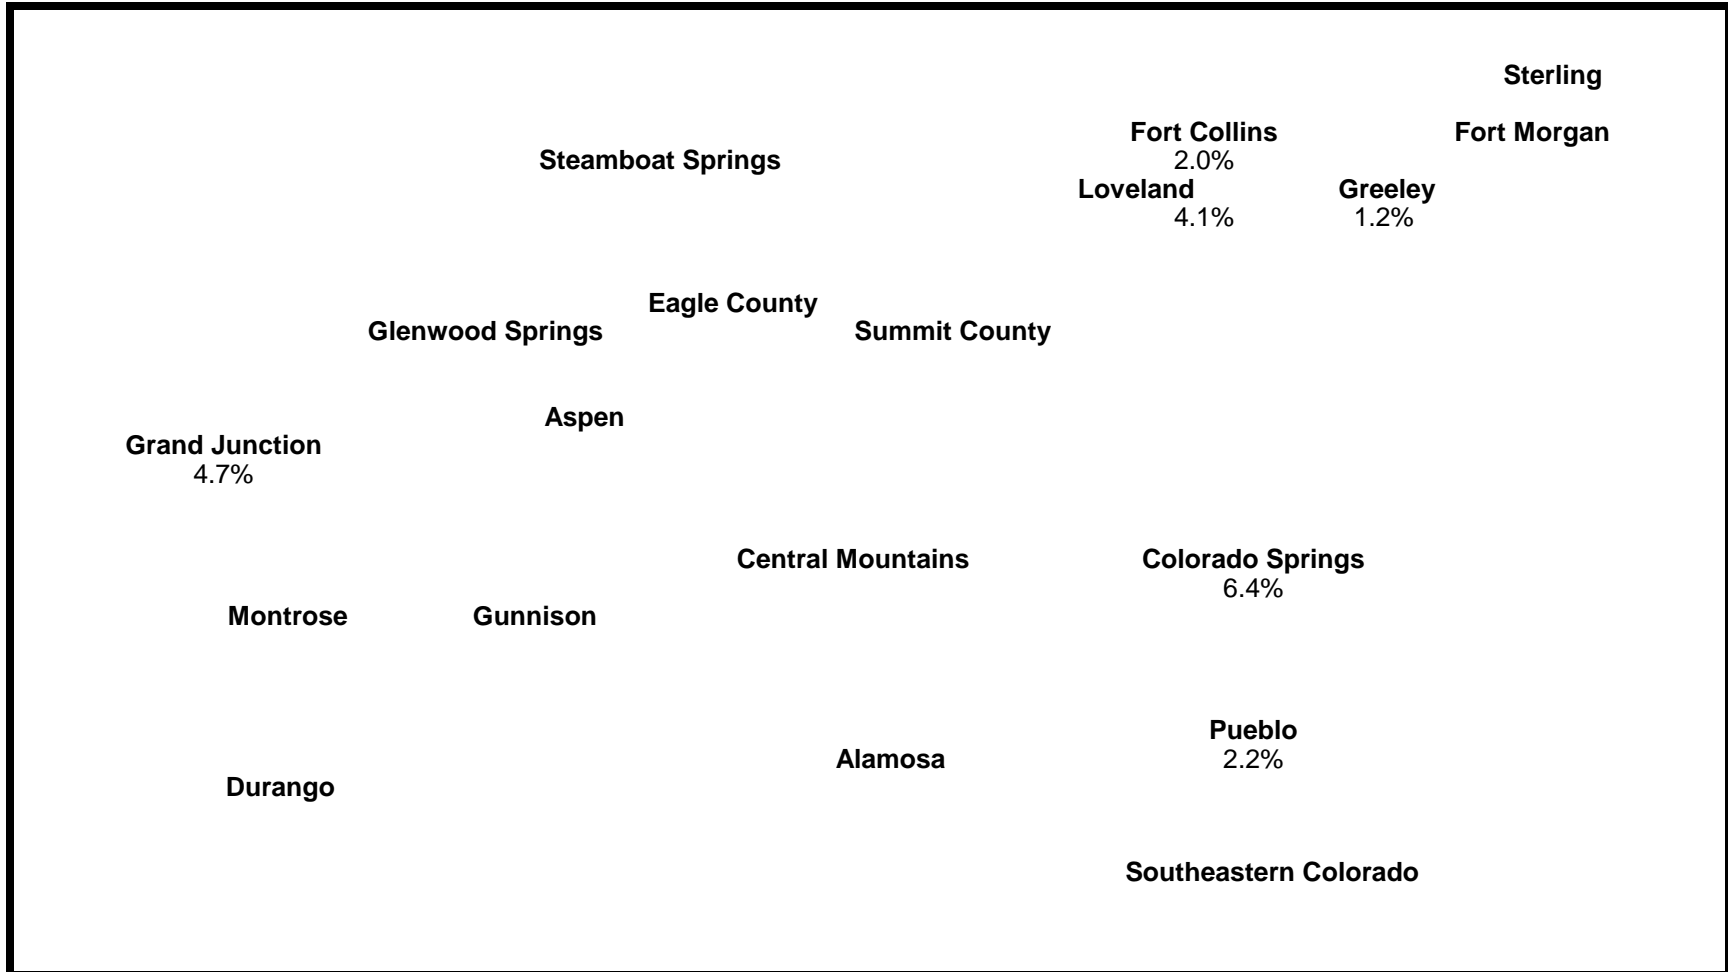 Sterling
Fort Collins Fort Morgan
Steamboat Springs 2.0%
Loveland Greeley
4.1% 1.2%
Eagle County
Glenwood Springs Summit County
Aspen
Grand Junction
4.7%
Central Mountains Colorado Springs
6.4%
Montrose Gunnison
Pueblo
Alamosa 2.2%
Durango
Southeastern Colorado